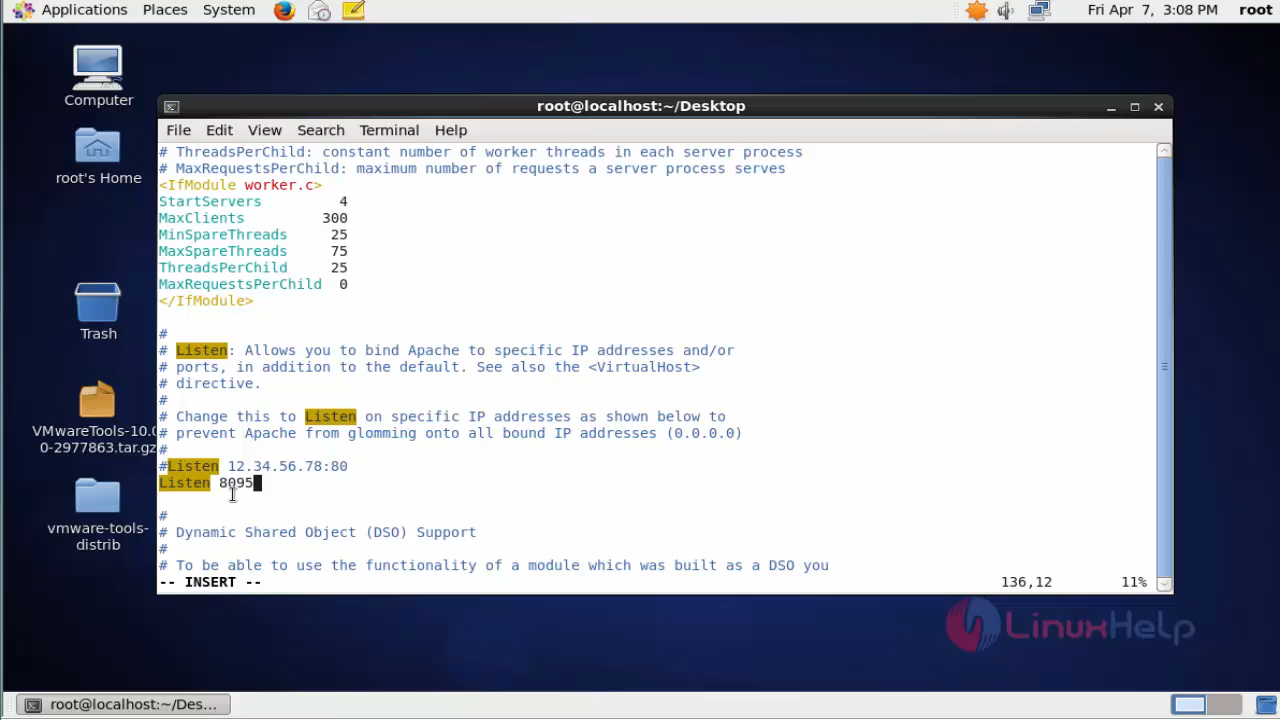 Applications Places System Fri Apr 7, 3:08 PM root
Computer
root's Home
Trash
VMwareTools-10.0
0-2977863.tar.gz
vmware-tools-
distrib
root@localhost:~/Desktop
File Edit View Search Terminal Help
# ThreadsPerChild: constant number of worker threads in each server process
# MaxRequestsPerChild: maximum number of requests a server process serves
<IfModule worker.c>
StartServers 4
MaxClients 300
MinSpareThreads 25
MaxSpareThreads 75
ThreadsPerChild 25
MaxRequestsPerChild 0
</IfModule>
#
# Listen: Allows you to bind Apache to specific IP addresses and/or
# ports, in addition to the default. See also the <VirtualHost>
# directive.
#
# Change this to Listen on specific IP addresses as shown below to
# prevent Apache from glomming onto all bound IP addresses (0.0.0.0)
#
#Listen 12.34.56.78:80
Listen 8095
#
# Dynamic Shared Object (DSO) Support
#
# To be able to use the functionality of a module which was built as a DSO you
-- INSERT -- 136,12 11%
LinuxHelp
root@localhost:~/Des...